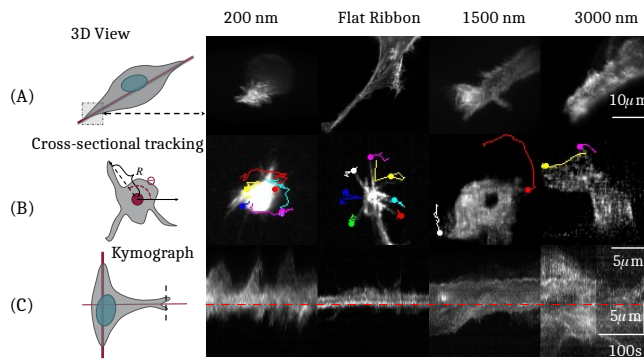 200 nm Flat Ribbon 1500 nm 3000 nm
3D View
(A)
10μm
Cross-sectional tracking
R
Θ
(B)
Kymograph
5μm
(C)
5μm
100s